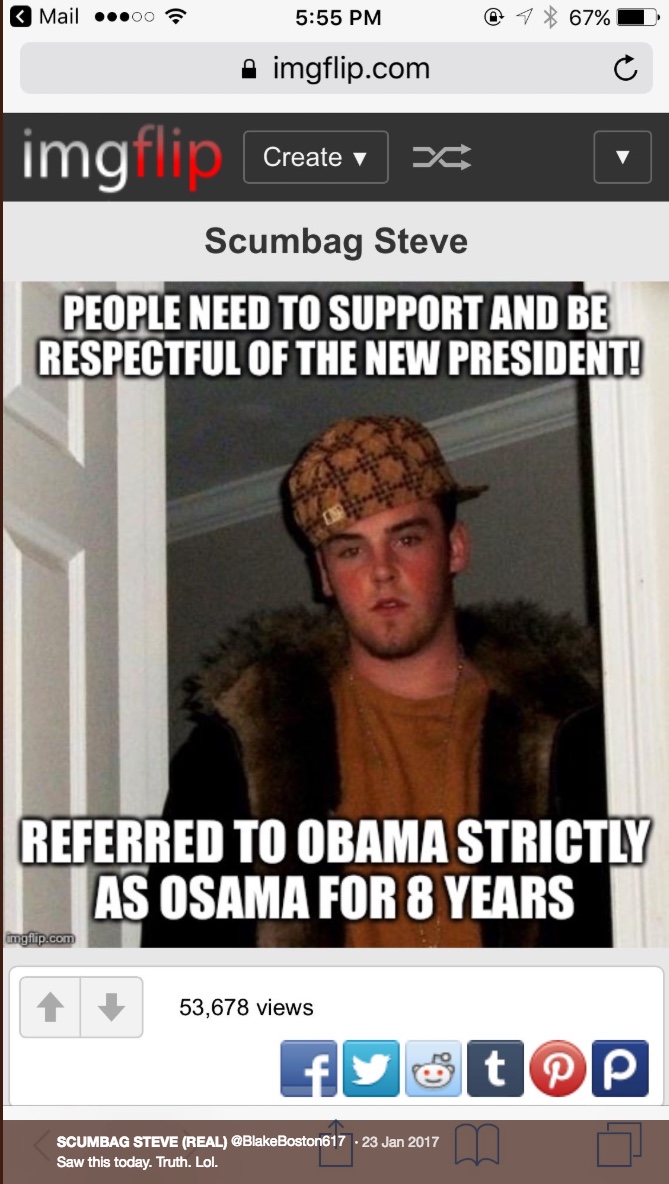 Mail
5:55 PM
67%
imgflip.com
imgflip
Create ▼
▼
Scumbag Steve
PEOPLE NEED TO SUPPORT AND BE
RESPECTFUL OF THE NEW PRESIDENT!
REFERRED TO OBAMA STRICTLY
AS OSAMA FOR 8 YEARS
imgflip.com
53,678 views
SCUMBAG STEVE (REAL) @BlakeBoston617 · 23 Jan 2017
Saw this today. Truth. Lol.